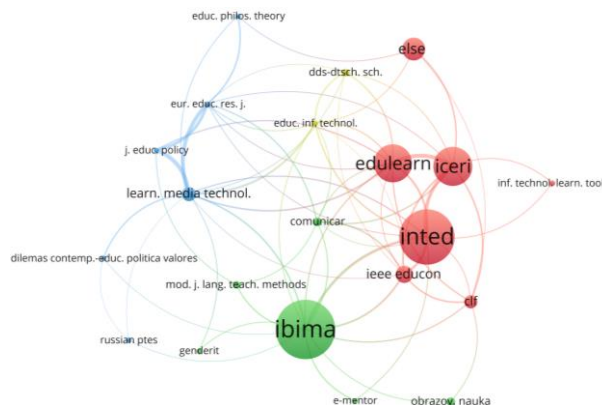 educ. philos. theory
else
dds-dtsch. sch.
eur. educ. res. j.
educ. inf. technol.
j. educ. policy
edulearn
iceri
inf. technol. learn. tool
learn. media technol.
comunicar
inted
dilemas contemp.-educ. politica valores
ieee educon
mod. j. lang. teach. methods
clf
ibima
russian ptes
genderit
e-mentor
obrazov. nauka